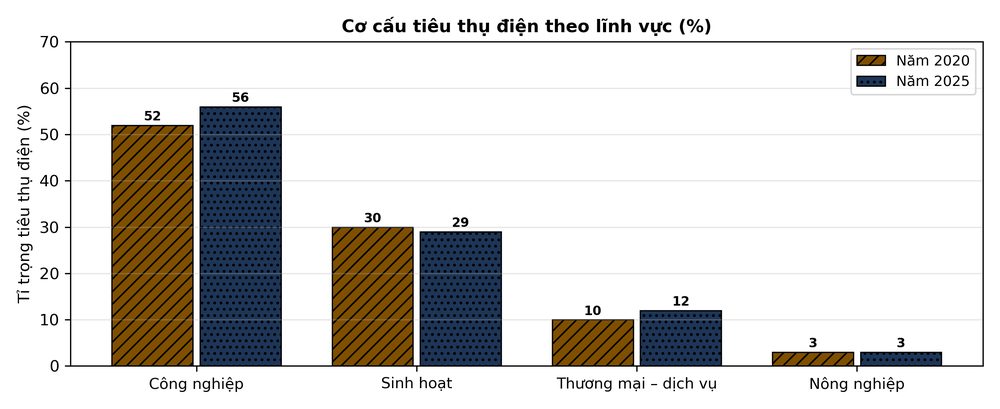 Cơ cấu tiêu thụ điện theo lĩnh vực (%)
Tỉ trọng tiêu thụ điện (%)
70
60
50
40
30
20
10
0
Năm 2020
Năm 2025
52
56
30
29
10
12
3
3
Công nghiệp
Sinh hoạt
Thương mại – dịch vụ
Nông nghiệp